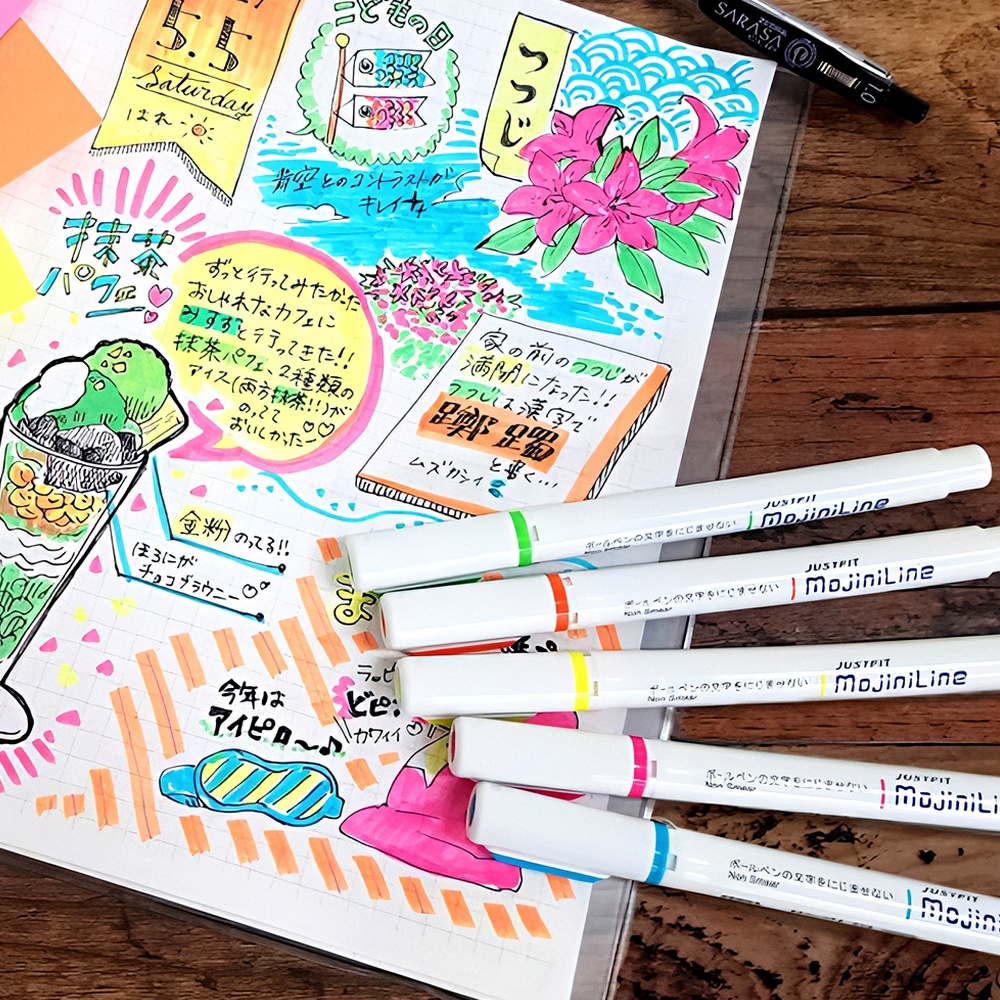 5.5
Saturday
はれ
こどもの日
青空とのコントラストが
キレイな
つつじ
抹茶
パフェ
ずっと行ってみたかった
おしゃれなカフェに
みすずと行ってきた!!
抹茶パフェ、2種類の
アイス(両方抹茶!!)が
のってて
おいしかったー♡♡
家の前のつつじが
満開になった!!
つつじは漢字で
躑躅
と書く…
ムズカシイ
金粉のってる!!
ほろにが
チョコブラウニー♡
今年は
アイピロ〜♪
カワイイ♡
SARASA
1.0
JUSTFIT
MojiniLine
ボールペンの文字をにじませない
Non Smear
JUSTFIT
MojiniLine
ボールペンの文字をにじませない
Non Smear
JUSTFIT
MojiniLine
ボールペンの文字をにじませない
Non Smear
JUSTFIT
MojiniLi
ボールペンの文字をにじませない
Non Smear
JUSTFIT
Mojin
ボールペンの文字をにじませない
Non Smear